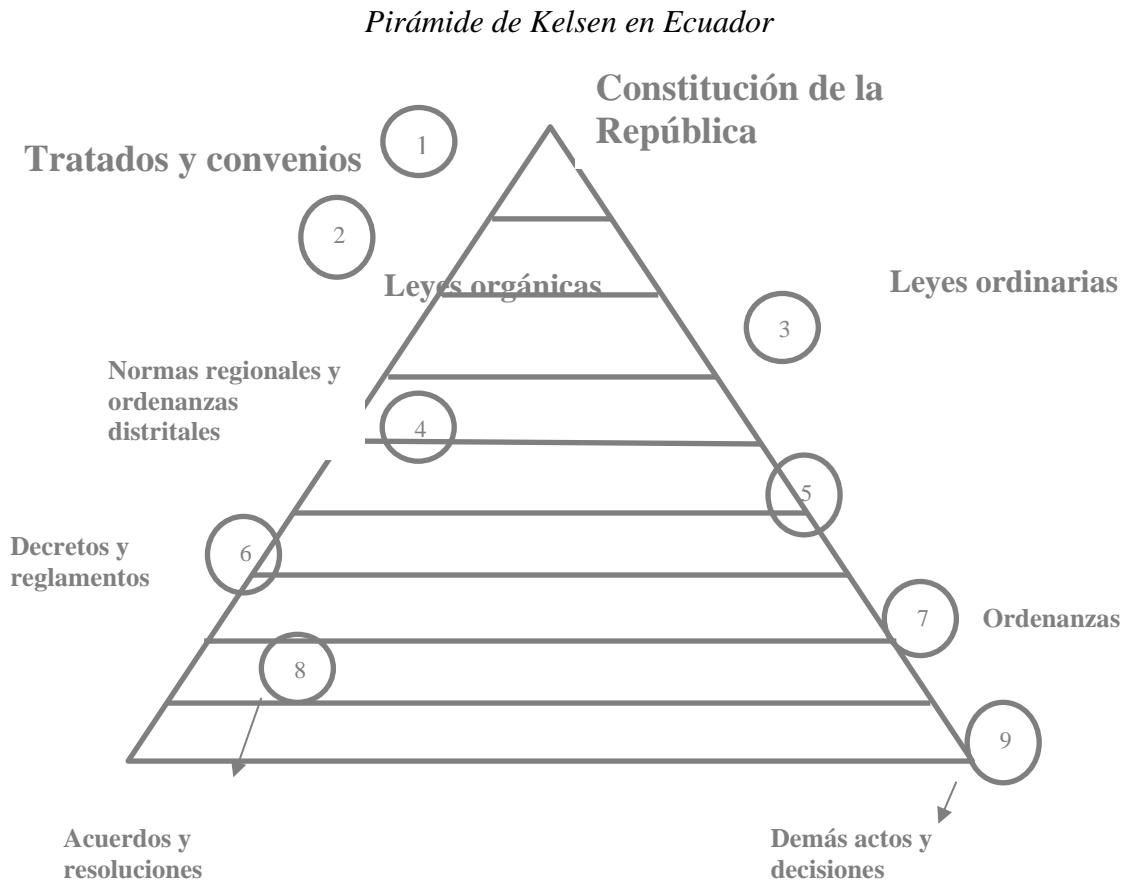 Pirámide de Kelsen en Ecuador
Constitución de la
República
1
Tratados y convenios
2
Leyes orgánicas
Leyes ordinarias
3
Normas regionales y
ordenanzas
distritales
4
5
Decretos y
reglamentos
6
7
Ordenanzas
8
9
Acuerdos y
resoluciones
Demás actos y
decisiones